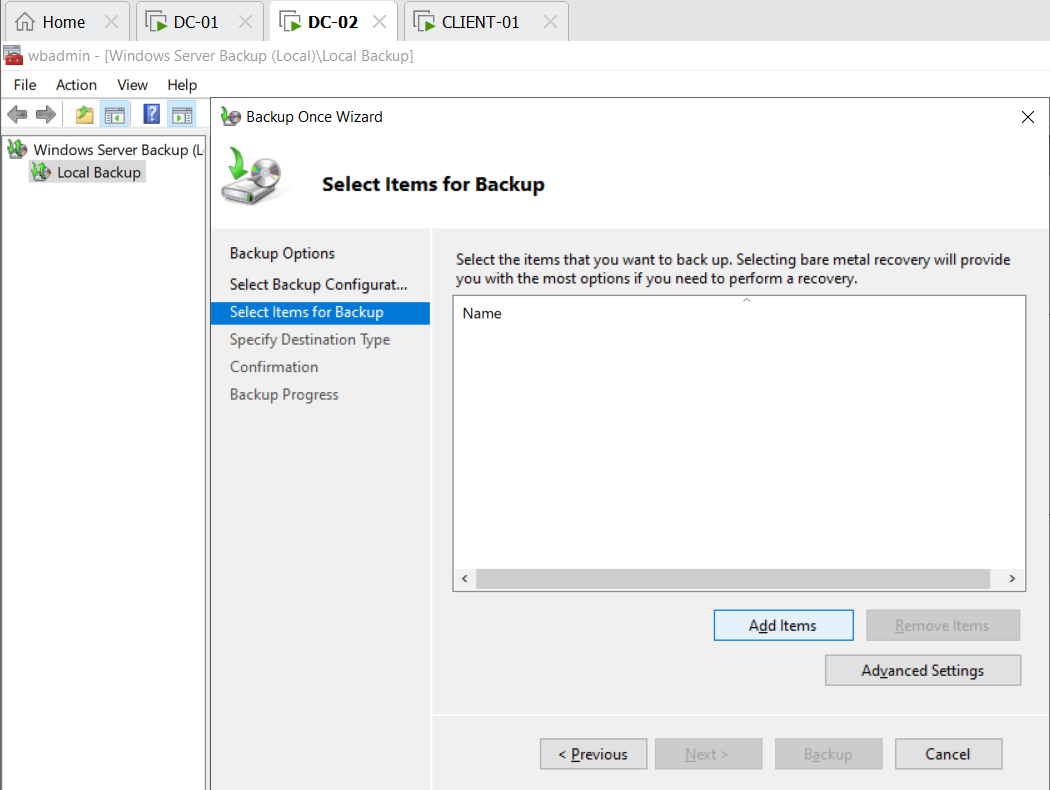 Home
DC-01
DC-02
CLIENT-01
wbadmin - [Windows Server Backup (Local)\Local Backup]
File Action View Help
Backup Once Wizard
Windows Server Backup (L
Local Backup
Select Items for Backup
Backup Options
Select Backup Configurat...
Select Items for Backup
Specify Destination Type
Confirmation
Backup Progress
Select the items that you want to back up. Selecting bare metal recovery will provide
you with the most options if you need to perform a recovery.
Name
Add Items
Remove Items
Advanced Settings
< Previous
Next >
Backup
Cancel